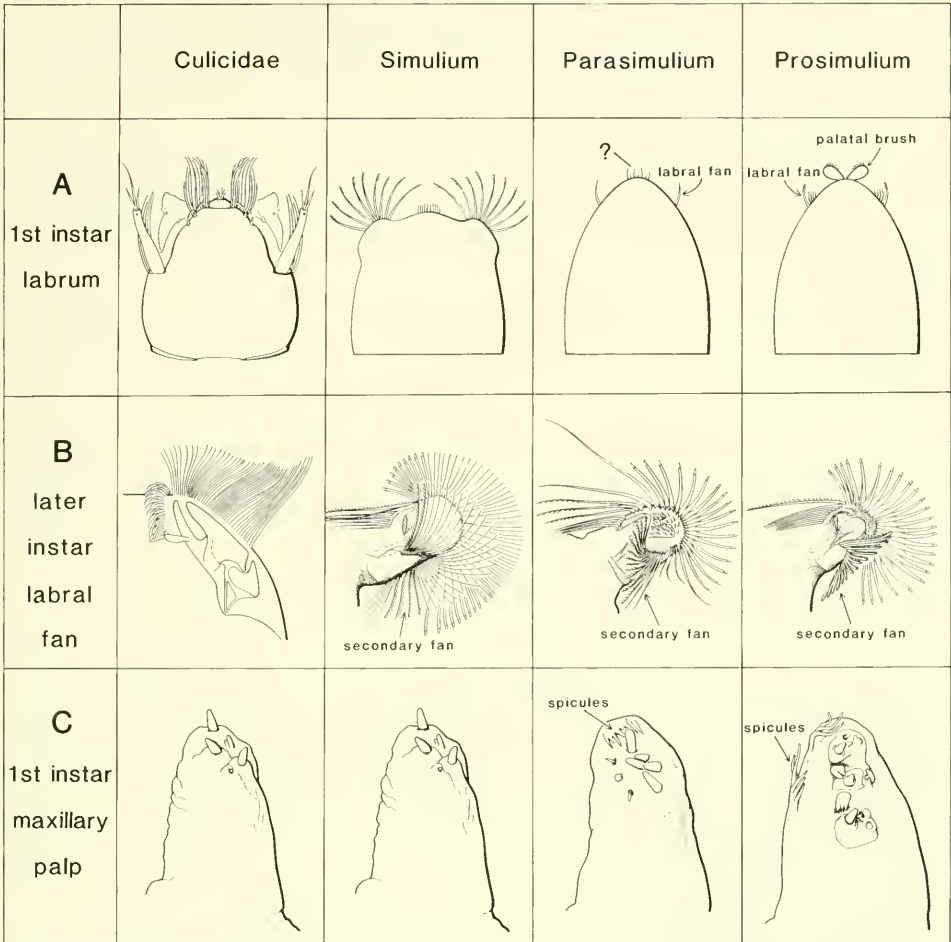 Culicidae
Simulium
Parasimulium
Prosimulium
A
1st instar
labrum
?
labral fan
palatal brush
labral fan
B
later
instar
labral
fan
secondary fan
secondary fan
secondary fan
C
1st instar
maxillary
palp
spicules
spicules